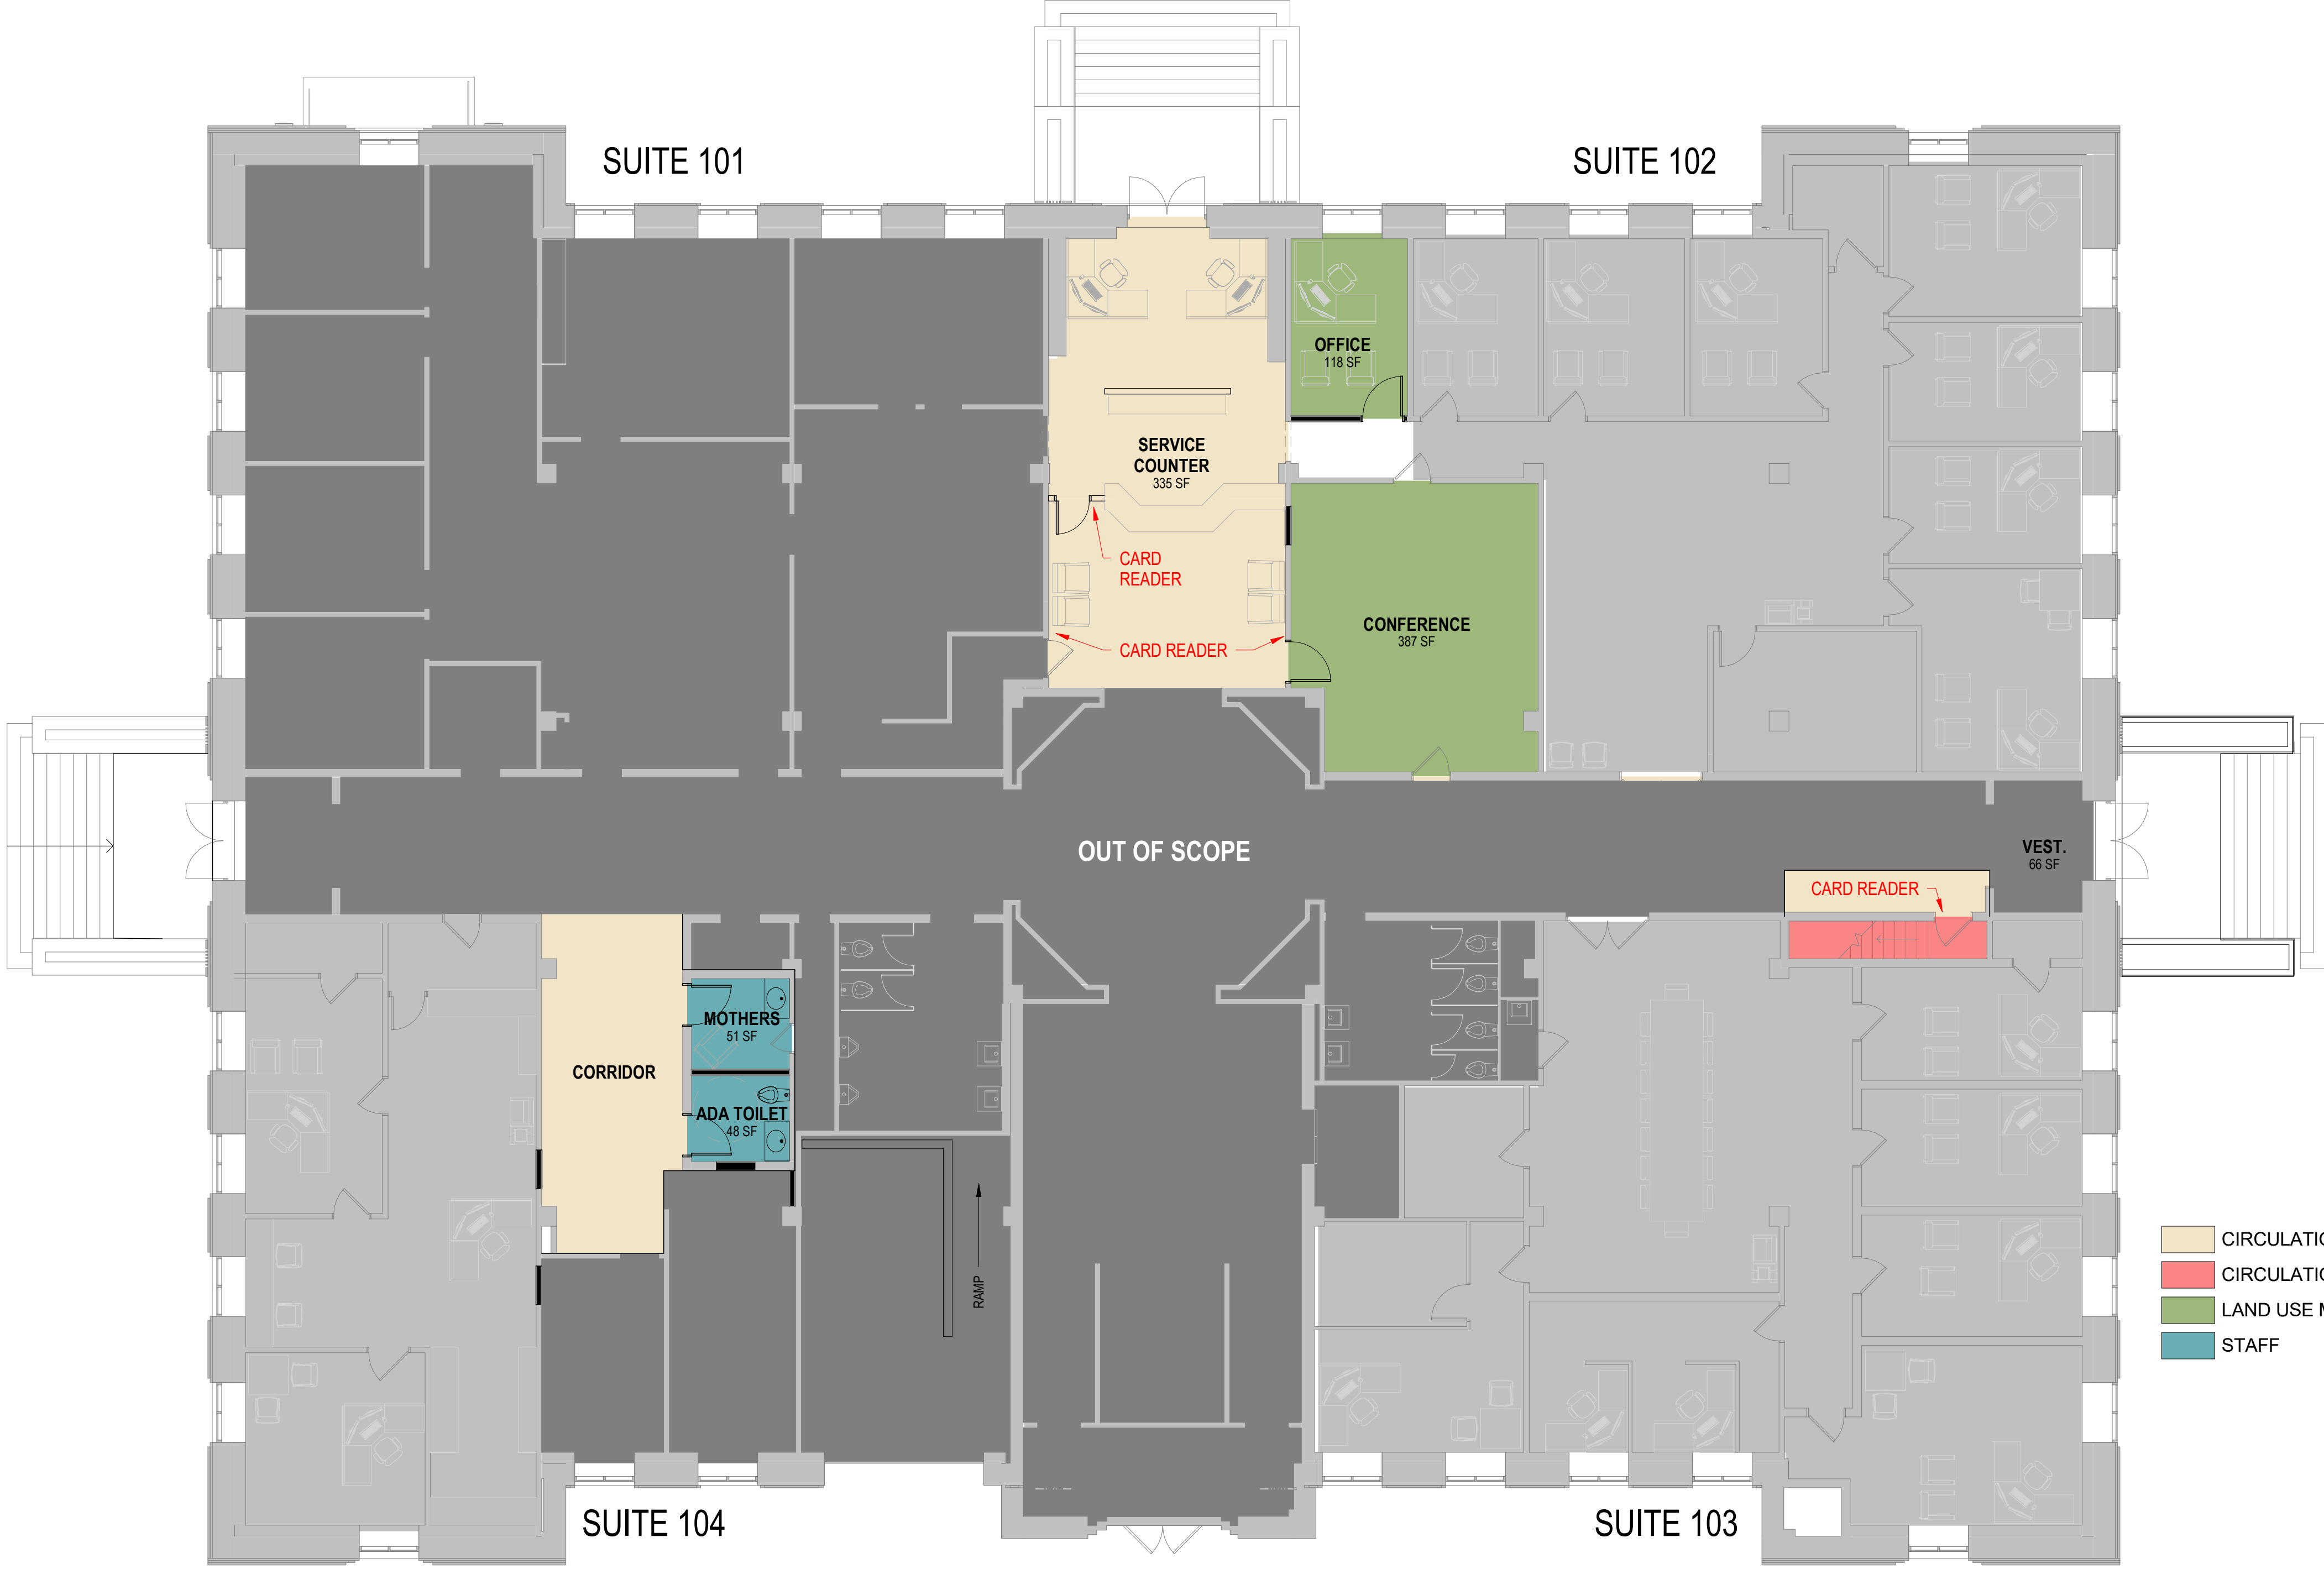 SUITE 101
SUITE 102
OFFICE
118 SF
SERVICE
COUNTER
335 SF
CARD
READER
CONFERENCE
387 SF
CARD READER
OUT OF SCOPE
VEST.
66 SF
CARD READER
MOTHERS
51 SF
CORRIDOR
ADA TOILET
48 SF
RAMP
CIRCULATIO
CIRCULATIO
LAND USE M
STAFF
SUITE 104
SUITE 103